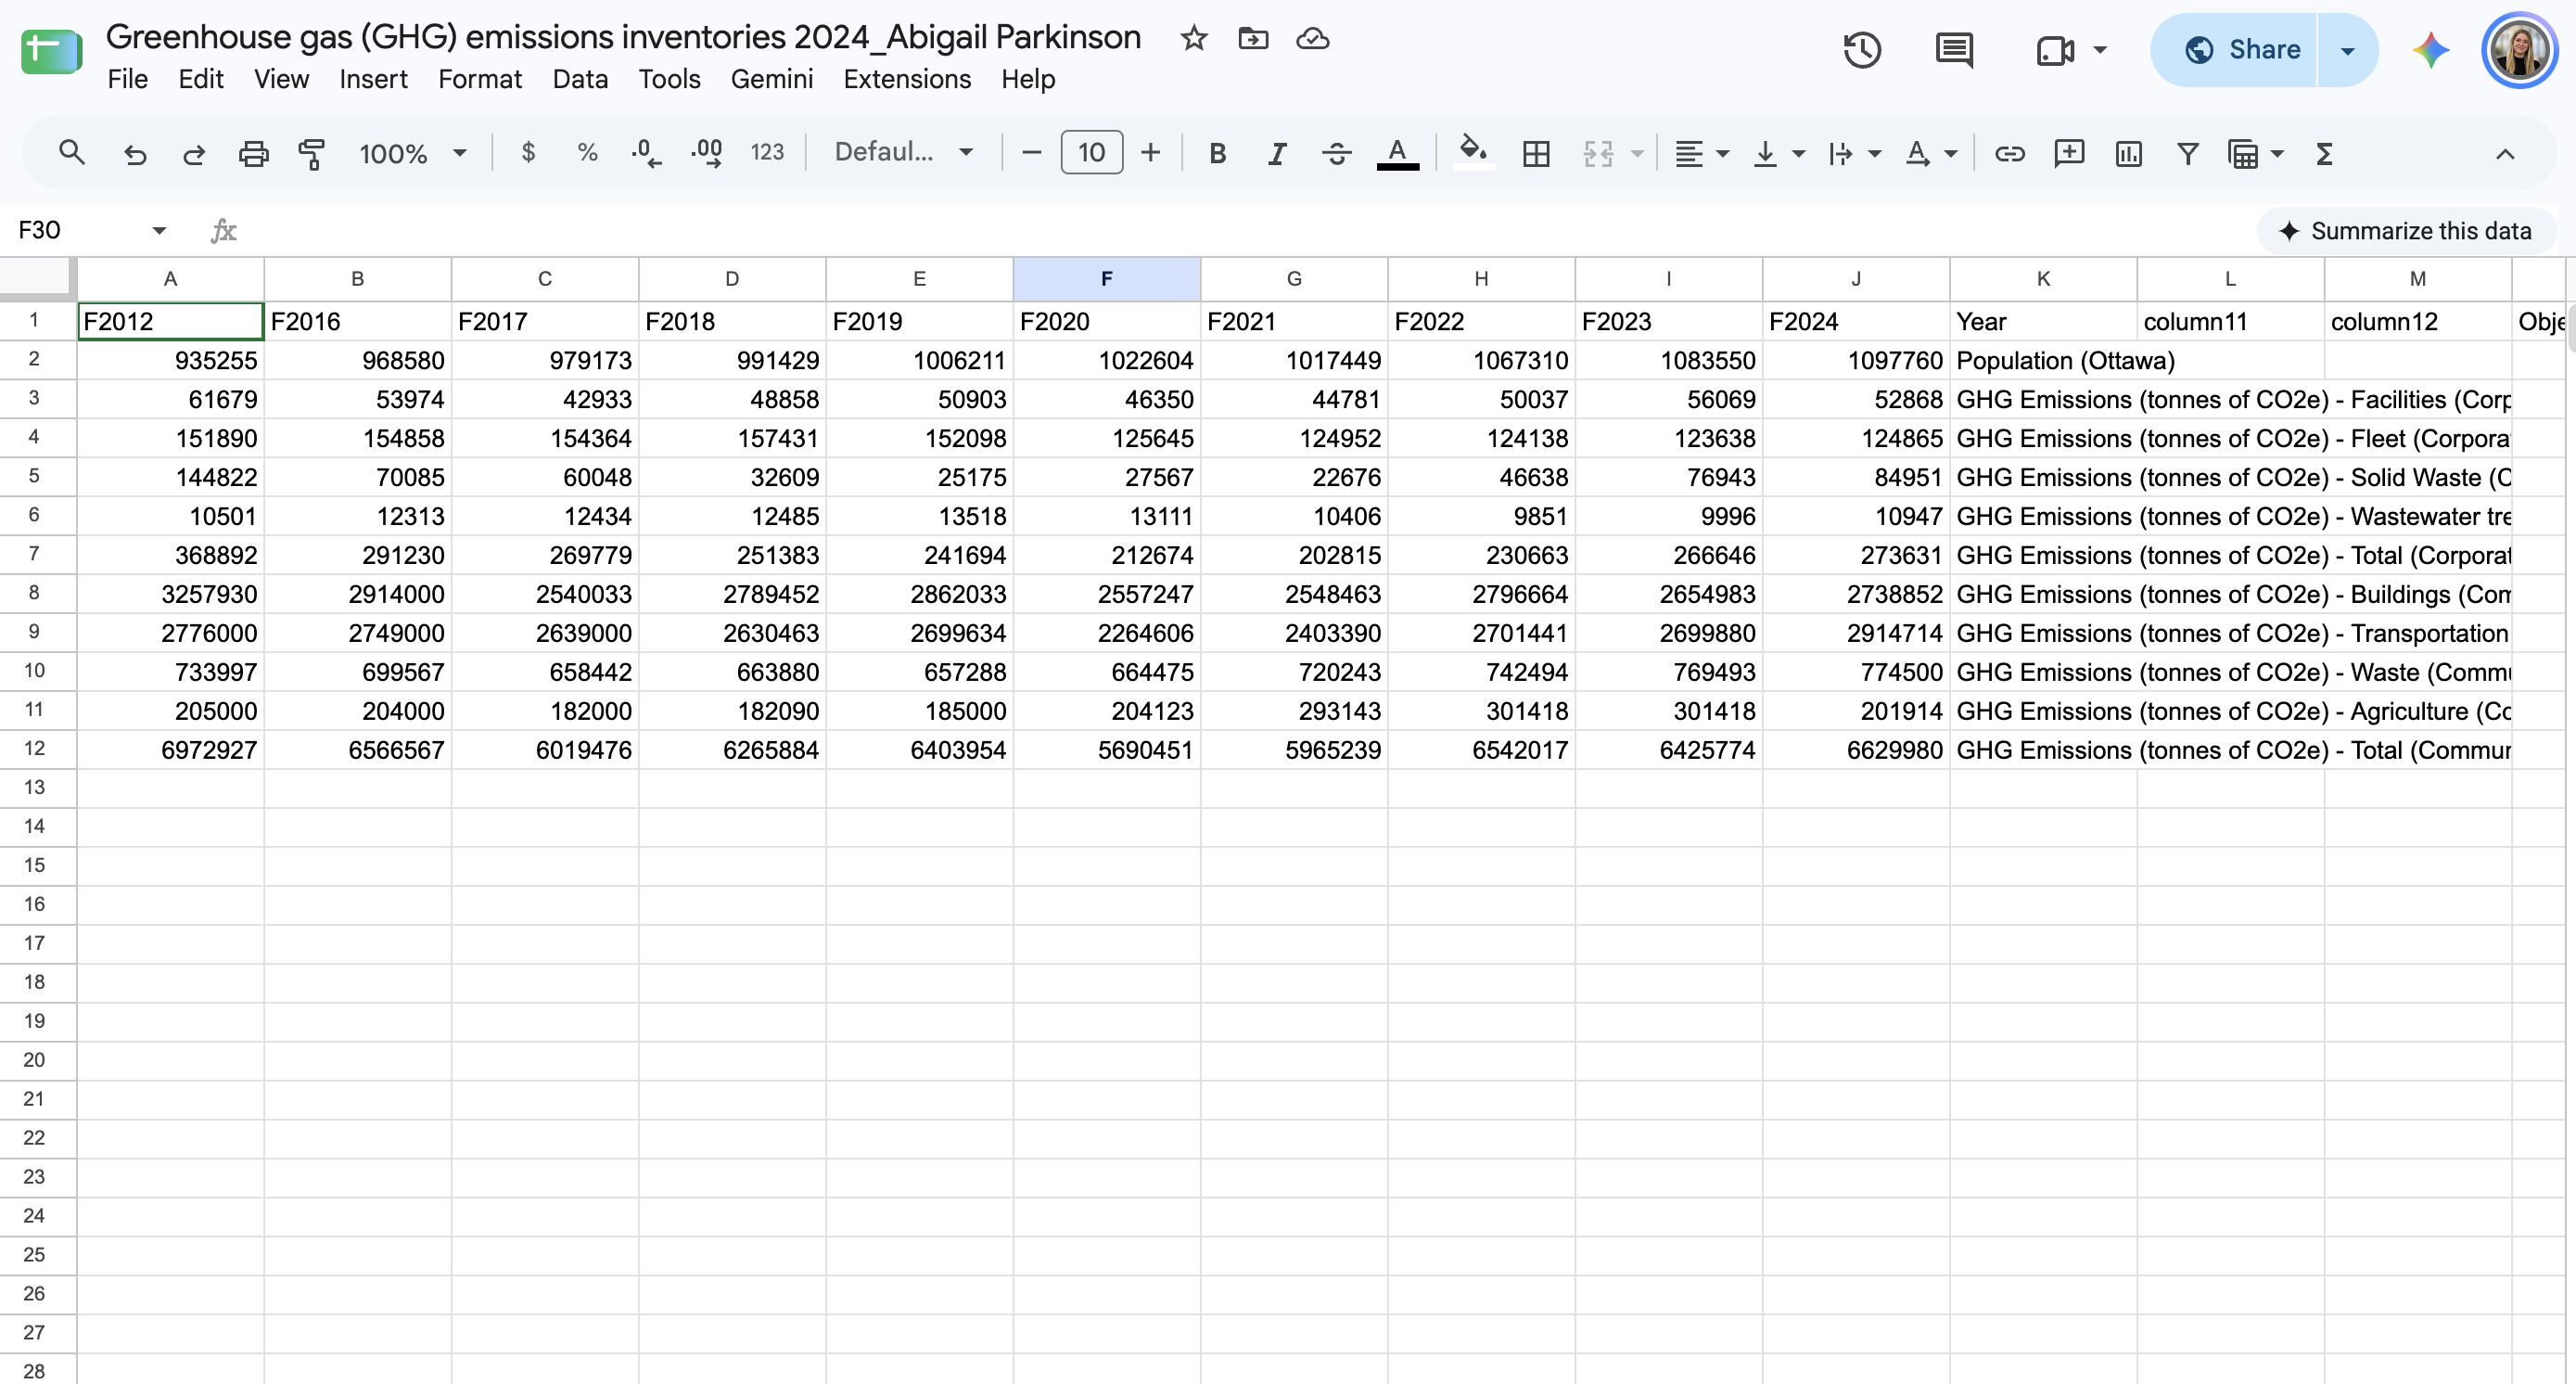 Greenhouse gas (GHG) emissions inventories 2024_Abigail Parkinson
File Edit View Insert Format Data Tools Gemini Extensions Help
Share
100% $ % .0 .00 123 Defaul... − 10 + B I S A A Σ
F30 fx Summarize this data
A B C D E F G H I J K L M
1 F2012 F2016 F2017 F2018 F2019 F2020 F2021 F2022 F2023 F2024 Year column11 column12 Obje
2 935255 968580 979173 991429 1006211 1022604 1017449 1067310 1083550 1097760 Population (Ottawa)
3 61679 53974 42933 48858 50903 46350 44781 50037 56069 52868 GHG Emissions (tonnes of CO2e) - Facilities (Corp
4 151890 154858 154364 157431 152098 125645 124952 124138 123638 124865 GHG Emissions (tonnes of CO2e) - Fleet (Corpora
5 144822 70085 60048 32609 25175 27567 22676 46638 76943 84951 GHG Emissions (tonnes of CO2e) - Solid Waste (C
6 10501 12313 12434 12485 13518 13111 10406 9851 9996 10947 GHG Emissions (tonnes of CO2e) - Wastewater tre
7 368892 291230 269779 251383 241694 212674 202815 230663 266646 273631 GHG Emissions (tonnes of CO2e) - Total (Corporat
8 3257930 2914000 2540033 2789452 2862033 2557247 2548463 2796664 2654983 2738852 GHG Emissions (tonnes of CO2e) - Buildings (Com
9 2776000 2749000 2639000 2630463 2699634 2264606 2403390 2701441 2699880 2914714 GHG Emissions (tonnes of CO2e) - Transportation
10 733997 699567 658442 663880 657288 664475 720243 742494 769493 774500 GHG Emissions (tonnes of CO2e) - Waste (Commu
11 205000 204000 182000 182090 185000 204123 293143 301418 301418 201914 GHG Emissions (tonnes of CO2e) - Agriculture (Co
12 6972927 6566567 6019476 6265884 6403954 5690451 5965239 6542017 6425774 6629980 GHG Emissions (tonnes of CO2e) - Total (Commun
13
14
15
16
17
18
19
20
21
22
23
24
25
26
27
28